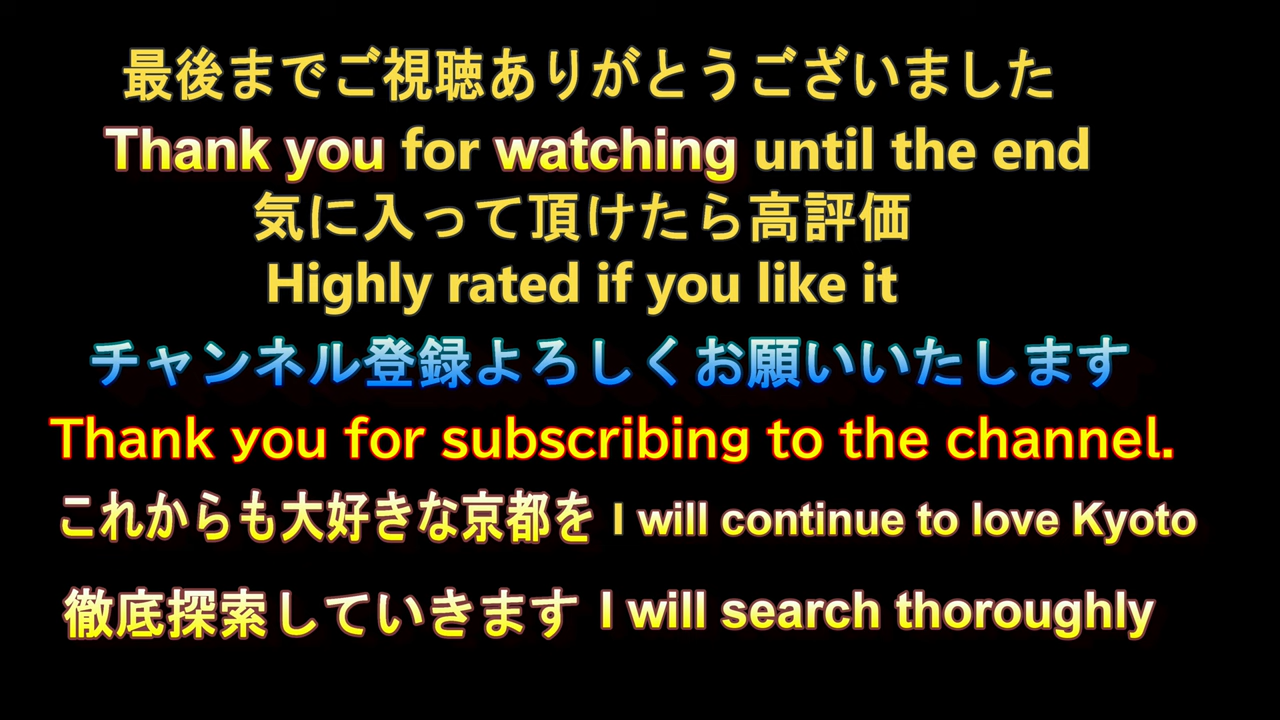 最後までご視聴ありがとうございました
Thank you for watching until the end
気に入って頂けたら高評価
Highly rated if you like it
チャンネル登録よろしくお願いいたします
Thank you for subscribing to the channel.
これからも大好きな京都を I will continue to love Kyoto
徹底探索していきます I will search thoroughly